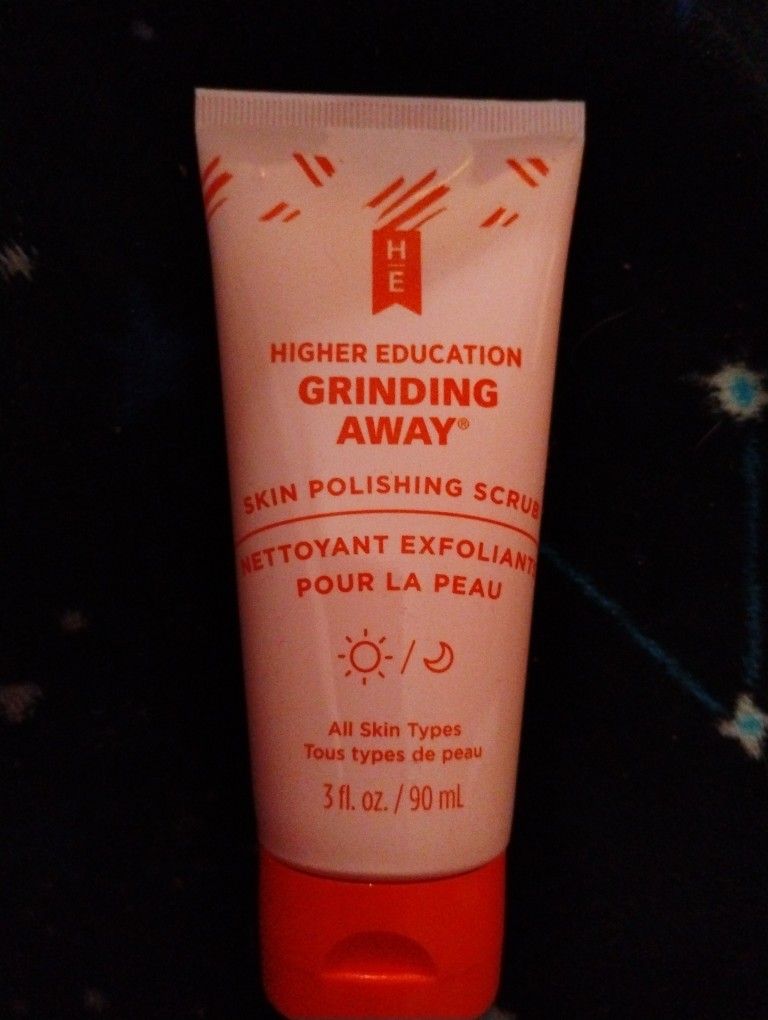 H
E
HIGHER EDUCATION
GRINDING
AWAY®
SKIN POLISHING SCRUB
NETTOYANT EXFOLIANT
POUR LA PEAU
/
All Skin Types
Tous types de peau
3 fl. oz. / 90 mL